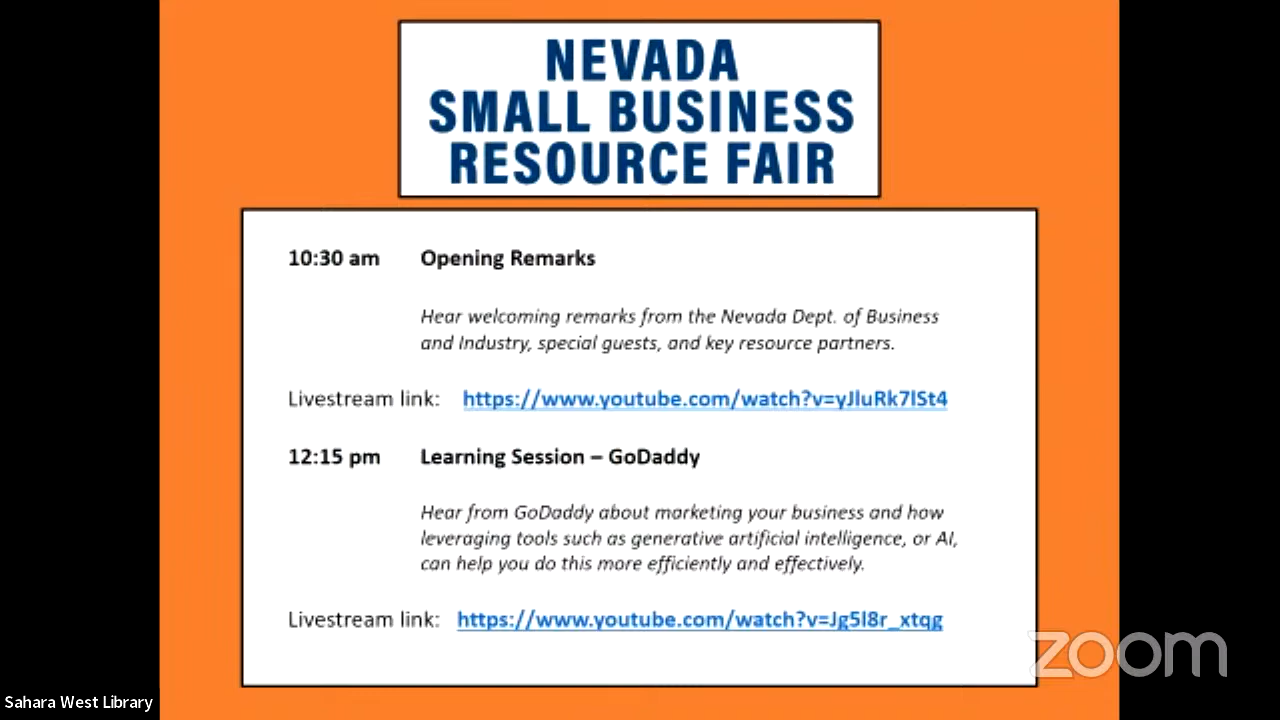 NEVADA
SMALL BUSINESS
RESOURCE FAIR
10:30 am Opening Remarks
Hear welcoming remarks from the Nevada Dept. of Business
and Industry, special guests, and key resource partners.
Livestream link: https://www.youtube.com/watch?v=yJluRk7lSt4
12:15 pm Learning Session – GoDaddy
Hear from GoDaddy about marketing your business and how
leveraging tools such as generative artificial intelligence, or AI,
can help you do this more efficiently and effectively.
Livestream link: https://www.youtube.com/watch?v=Jg5l8r_xtqg
zoom
Sahara West Library